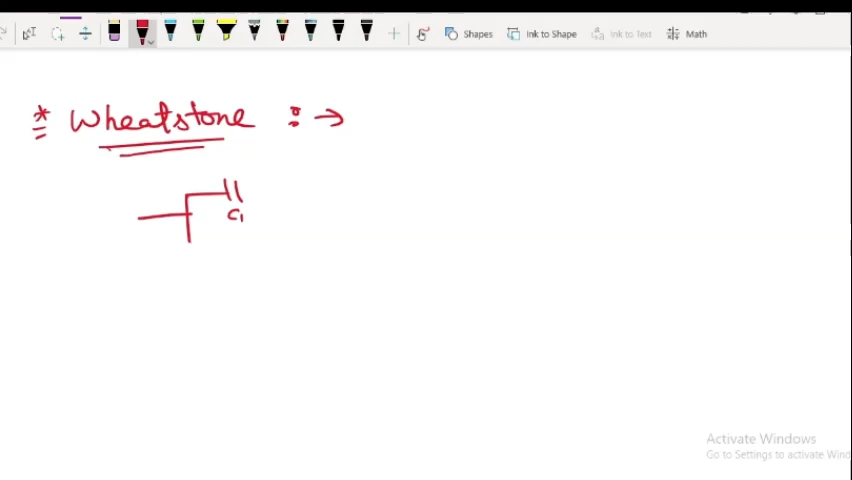 Shapes Ink to Shape Ink to Text Math
* Wheatstone :→
C1
Activate Windows
Go to Settings to activate Wind